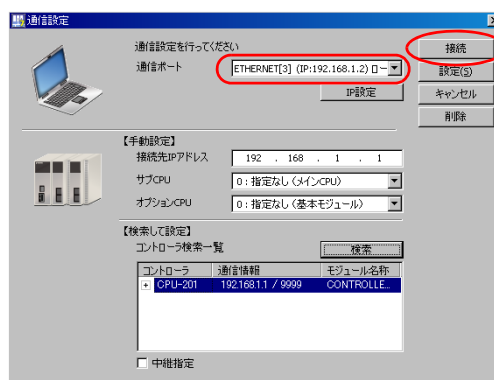 通信設定
通信設定を行ってください
通信ポート ETHERNET[3] (IP:192.168.1.2) ロー
IP設定
接続
設定(S)
キャンセル
削除
【手動設定】
接続先IPアドレス 192 . 168 . 1 . 1
サブCPU 0:指定なし(メインCPU)
オプションCPU 0:指定なし(基本モジュール)
【検索して設定】
コントローラ検索一覧 検索
コントローラ 通信情報 モジュール名称
CPU-201 192.168.1.1 / 9999 CONTROLLE...
中継指定